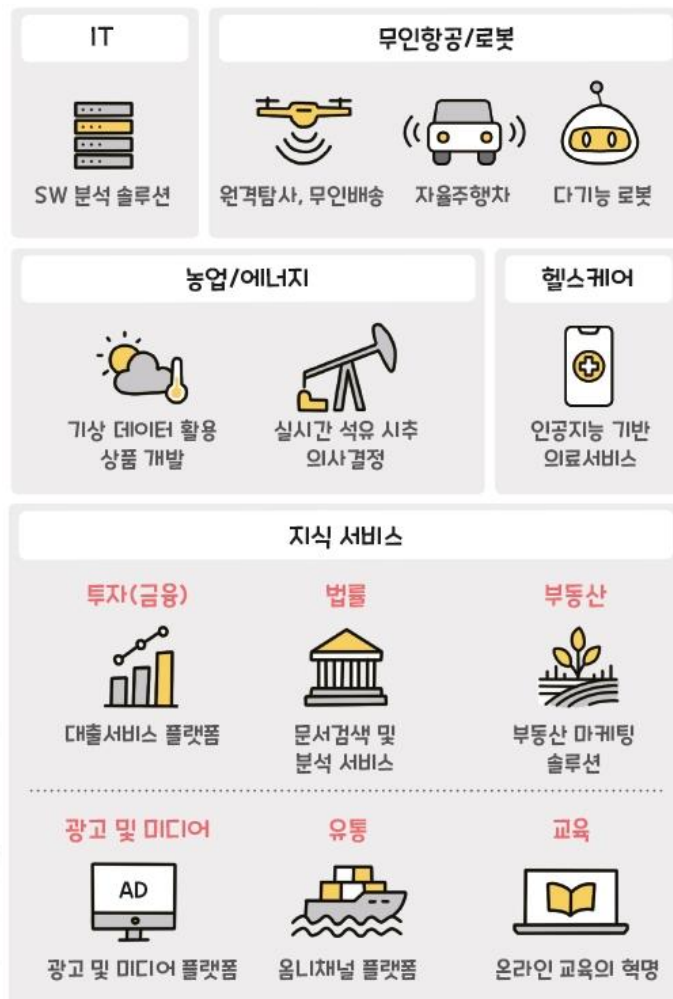 IT
무인항공/로봇
SW 분석 솔루션
원격탐사, 무인배송
자율주행차
다기능 로봇
농업/에너지
헬스케어
기상 데이터 활용
상품 개발
실시간 석유 시추
의사결정
인공지능 기반
의료서비스
지식 서비스
투자(금융)
법률
부동산
대출서비스 플랫폼
문서검색 및
분석 서비스
부동산 마케팅
솔루션
광고 및 미디어
유통
교육
AD
광고 및 미디어 플랫폼
옴니채널 플랫폼
온라인 교육의 혁명